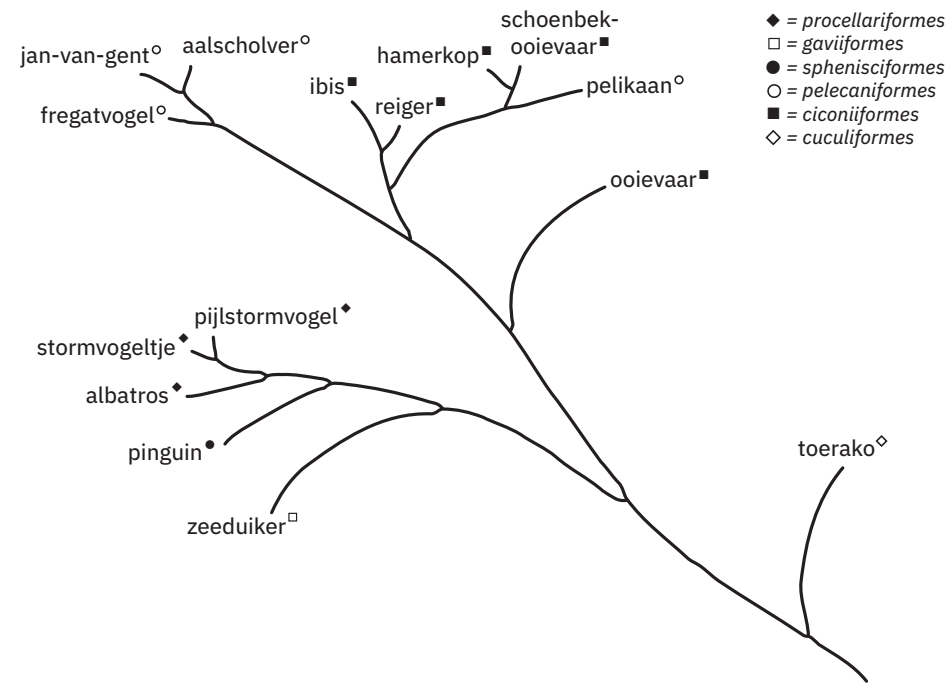 schoenbek-
ooievaar
jan-van-gent
aalscholver
hamerkop
ibis
pelikaan
reiger
fregatvogel
ooievaar
= procellariiformes
= gaviiformes
= sphenisciformes
= pelecaniformes
= ciconiiformes
= cuculiformes
pijlstormvogel
stormvogeltje
albatros
pinguin
toerako
zeeduiker